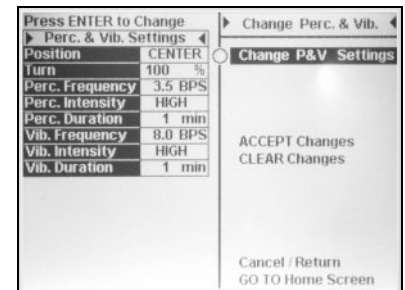 Press ENTER to Change
Perc. & Vib. Settings
Position CENTER
Turn 100 %
Perc. Frequency 3.5 BPS
Perc. Intensity HIGH
Perc. Duration 1 min
Vib. Frequency 8.0 BPS
Vib. Intensity HIGH
Vib. Duration 1 min
Change Perc. & Vib.
Change P&V Settings
ACCEPT Changes
CLEAR Changes
Cancel / Return
GO TO Home Screen